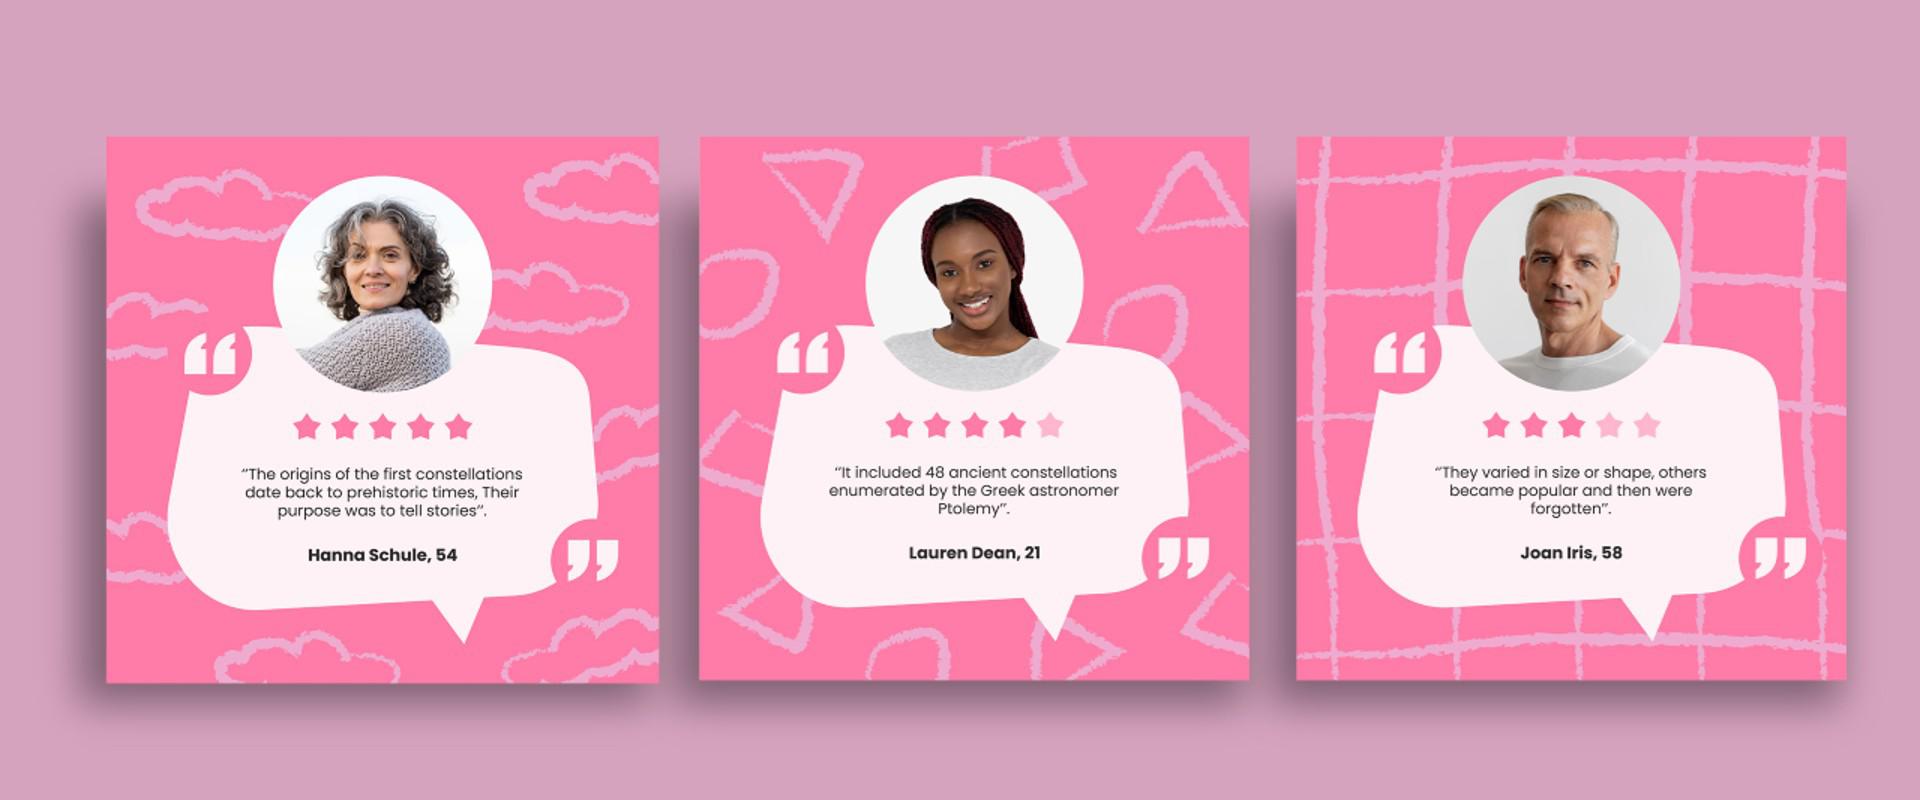 “The origins of the first constellations
date back to prehistoric times, Their
purpose was to tell stories”.
Hanna Schule, 54
“It included 48 ancient constellations
enumerated by the Greek astronomer
Ptolemy”.
Lauren Dean, 21
“They varied in size or shape, others
became popular and then were
forgotten”.
Joan Iris, 58